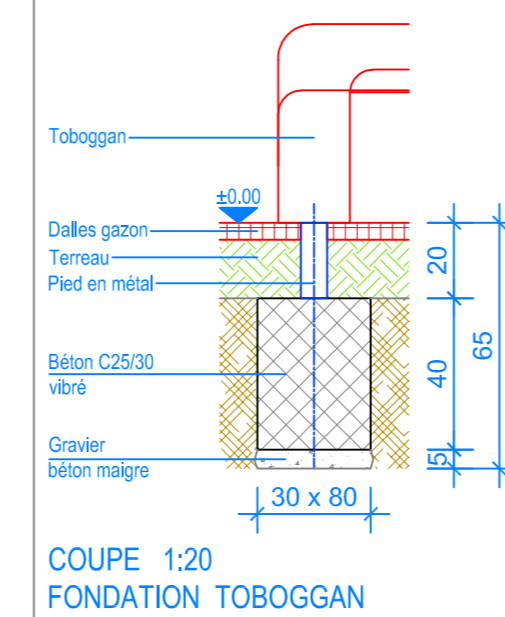 Toboggan
±0.00
Dalles gazon
Terreau
Pied en métal
20
65
Béton C25/30
vibré
40
Gravier
béton maigre
5
30 x 80
COUPE 1:20
FONDATION TOBOGGAN